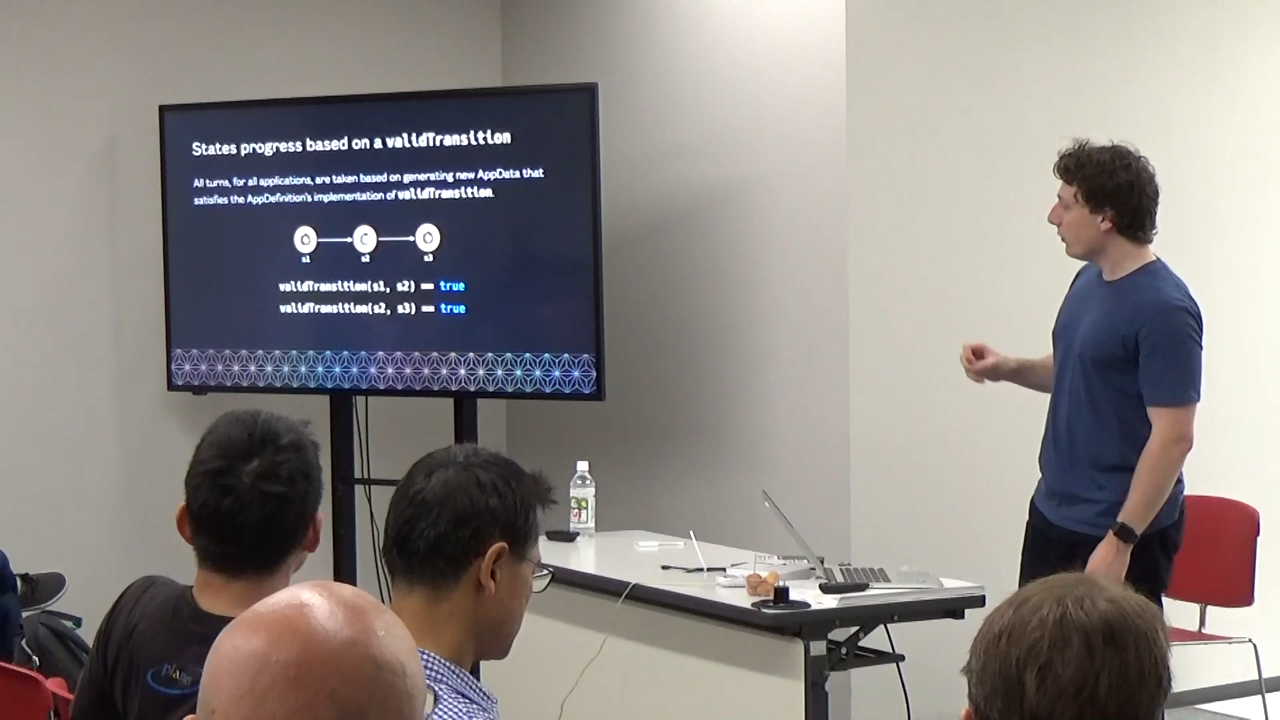 States progress based on a validTransition
All turns, for all applications, are taken based on generating new AppData that
satisfies the AppDefinition's implementation of validTransition.
s1 s2 s3
validTransition(s1, s2) == true
validTransition(s2, s3) == true